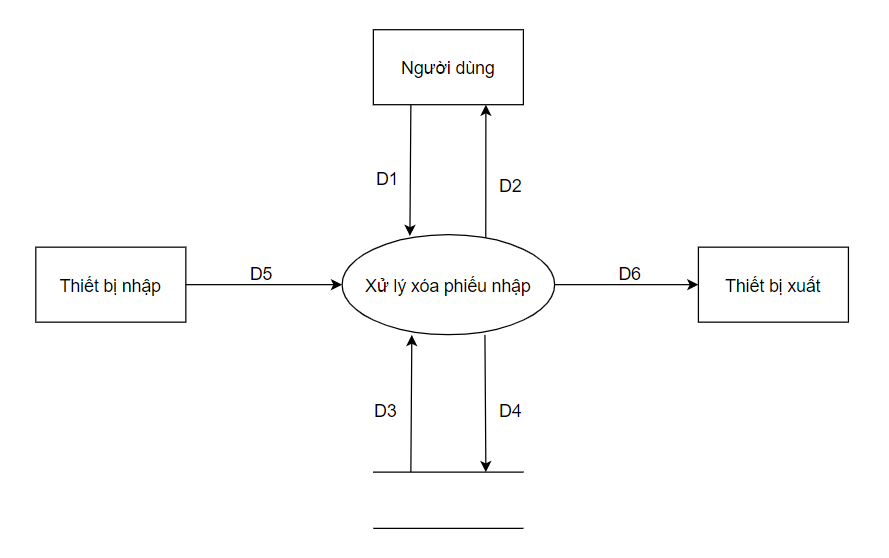 Người dùng
D1
D2
Thiết bị nhập
D5
Xử lý xóa phiếu nhập
D6
Thiết bị xuất
D3
D4